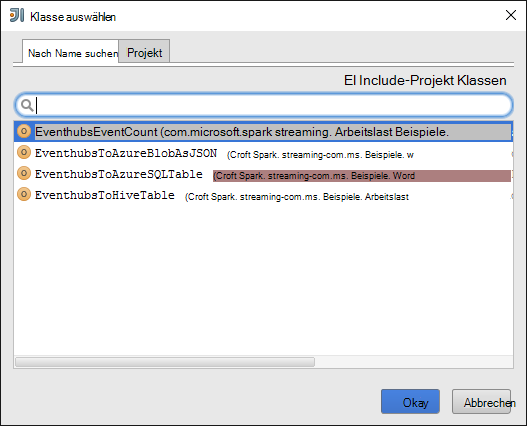 Klasse auswählen
Nach Name suchen Projekt
EI Include-Projekt Klassen
EventhubsEventCount (com.microsoft.spark streaming. Arbeitslast Beispiele.
EventhubsToAzureBlobAsJSON (Croft Spark. streaming-com.ms. Beispiele. w
EventhubsToAzureSQLTable (Croft Spark. streaming-com.ms. Beispiele. Word
EventhubsToHiveTable (Croft Spark. streaming-com.ms. Beispiele. Arbeitslast
Okay Abbrechen